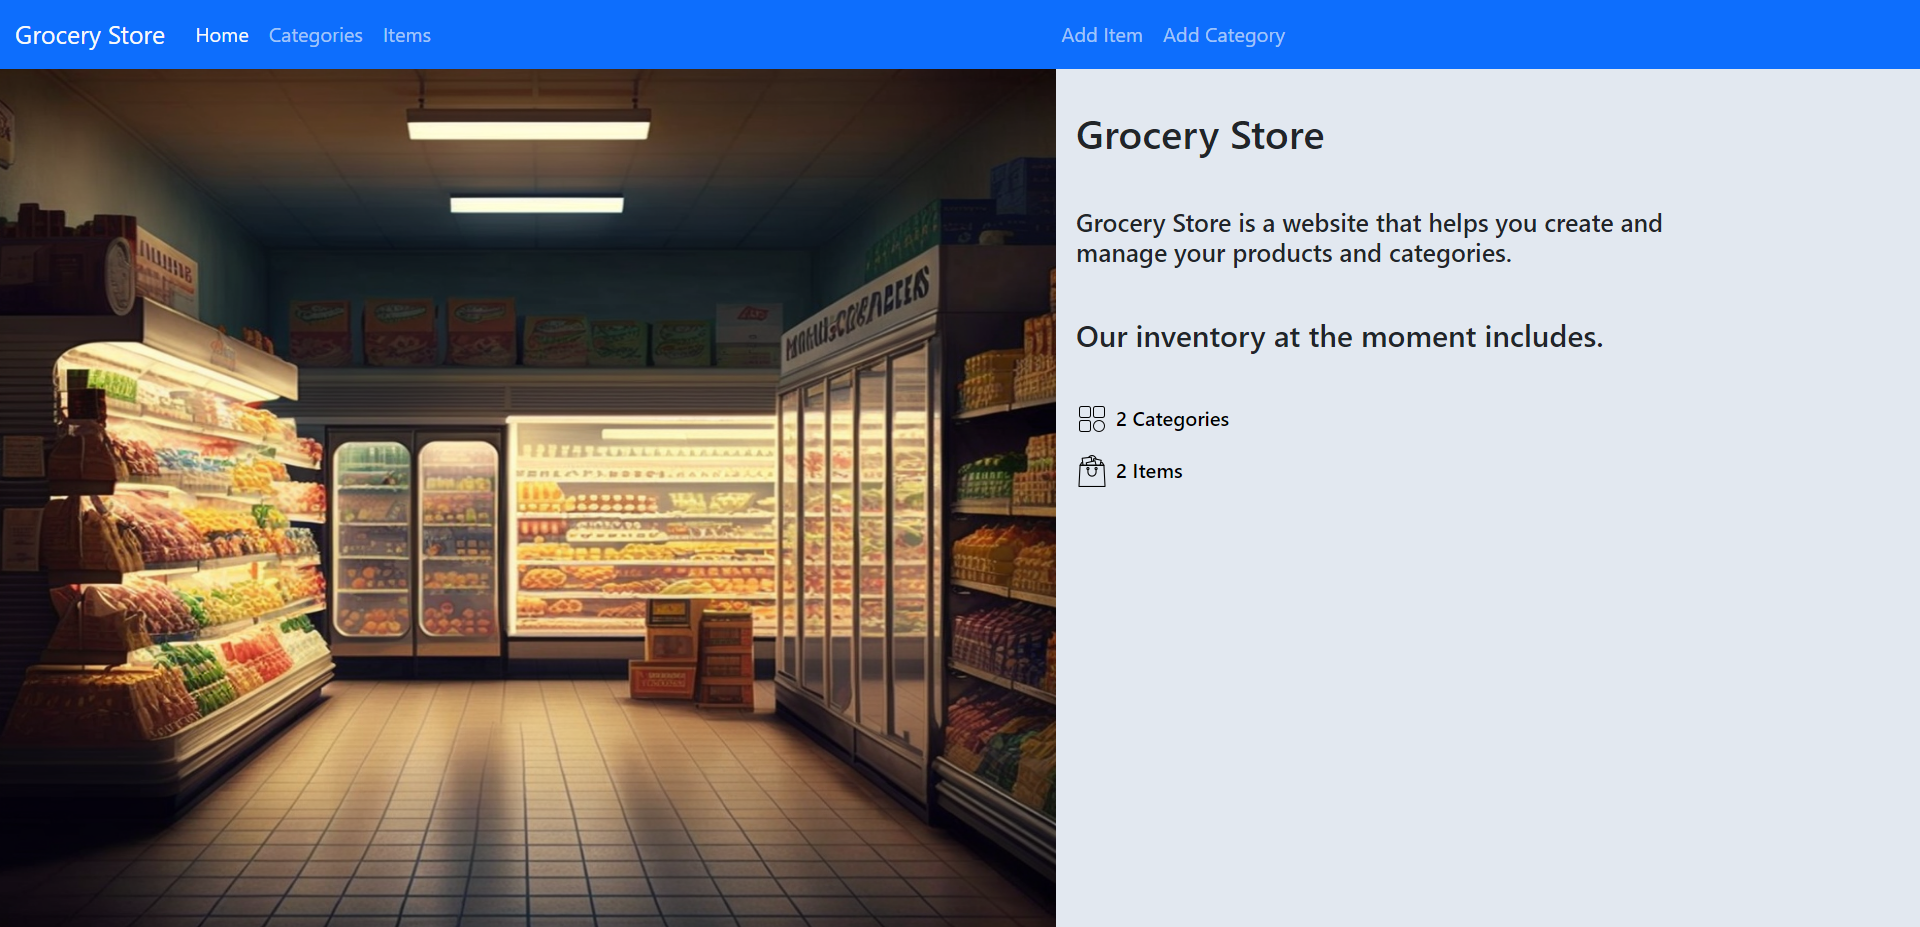 Grocery Store Home Categories Items Add Item Add Category
Grocery Store
Grocery Store is a website that helps you create and
manage your products and categories.
Our inventory at the moment includes.
2 Categories
2 Items